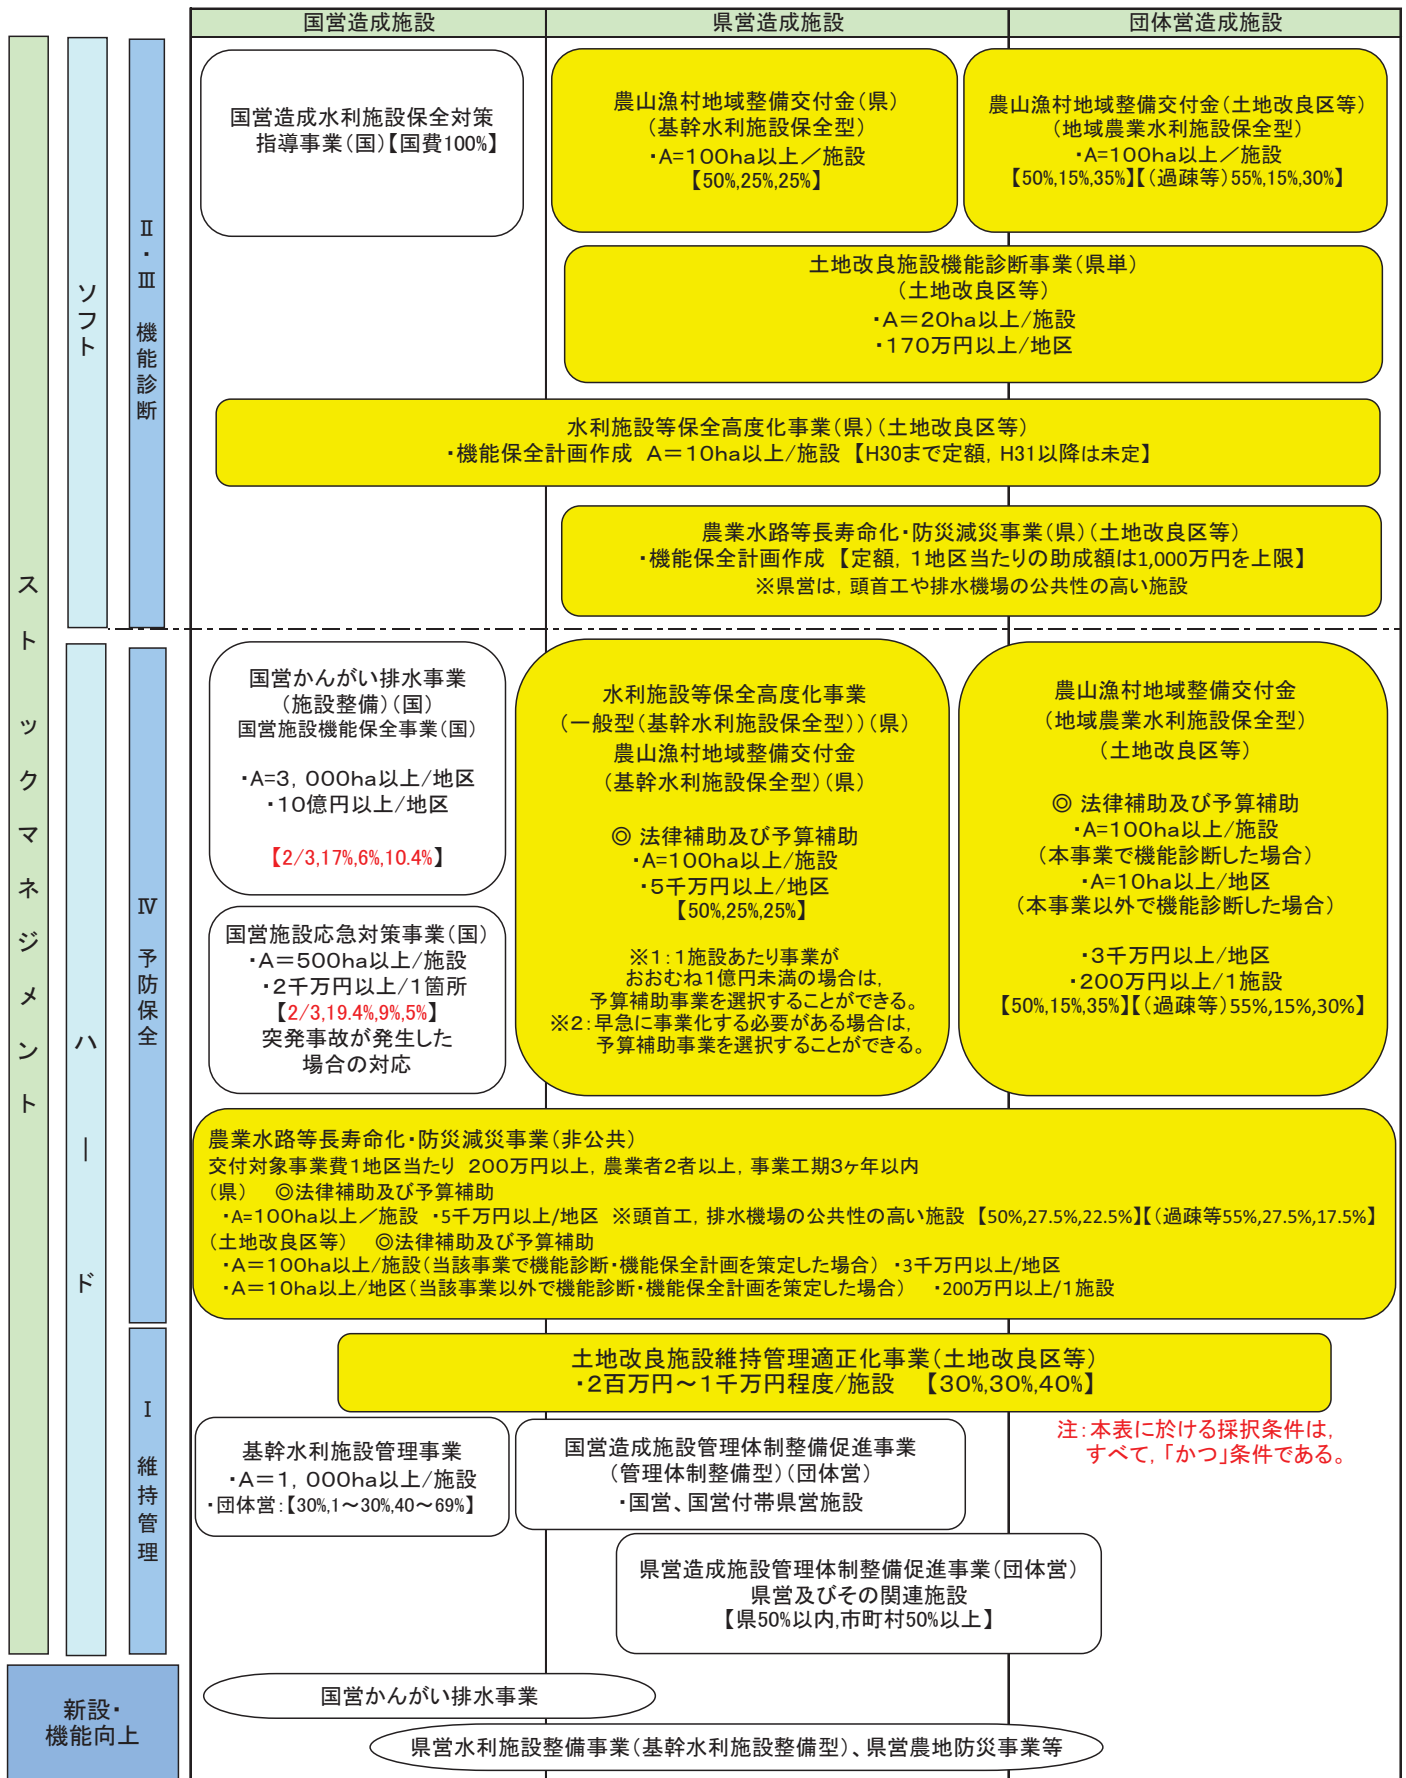 国営造成施設
県営造成施設
団体営造成施設
ストックマネジメント
ソフト
Ⅱ・Ⅲ 機能診断
国営造成水利施設保全対策
指導事業(国)【国費100%】
農山漁村地域整備交付金(県)
(基幹水利施設保全型)
・A=100ha以上／施設
【50%,25%,25%】
農山漁村地域整備交付金(土地改良区等)
(地域農業水利施設保全型)
・A=100ha以上／施設
【50%,15%,35%】【(過疎等)55%,15%,30%】
土地改良施設機能診断事業(県単)
(土地改良区等)
・A＝20ha以上/施設
・170万円以上/地区
水利施設等保全高度化事業(県)(土地改良区等)
・機能保全計画作成 A＝10ha以上/施設 【H30まで定額, H31以降は未定】
農業水路等長寿命化・防災減災事業(県)(土地改良区等)
・機能保全計画作成 【定額, 1地区当たりの助成額は1,000万円を上限】
※県営は, 頭首工や排水機場の公共性の高い施設
ハード
Ⅳ 予防保全
国営かんがい排水事業
(施設整備)(国)
国営施設機能保全事業(国)
・A=3, 000ha以上/地区
・10億円以上/地区
【2/3,17%,6%,10.4%】
国営施設応急対策事業(国)
・A＝500ha以上/施設
・2千万円以上/1箇所
【2/3,19.4%,9%,5%】
突発事故が発生した
場合の対応
水利施設等保全高度化事業
(一般型(基幹水利施設保全型))(県)
農山漁村地域整備交付金
(基幹水利施設保全型)(県)
◎ 法律補助及び予算補助
・A=100ha以上/施設
・5千万円以上/地区
【50%,25%,25%】
※1:1施設あたり事業が
おおむね1億円未満の場合は,
予算補助事業を選択することができる。
※2:早急に事業化する必要がある場合は,
予算補助事業を選択することができる。
農山漁村地域整備交付金
(地域農業水利施設保全型)
(土地改良区等)
◎ 法律補助及び予算補助
・A=100ha以上/施設
(本事業で機能診断した場合)
・A=10ha以上/地区
(本事業以外で機能診断した場合)
・3千万円以上/地区
・200万円以上/1施設
【50%,15%,35%】【(過疎等)55%,15%,30%】
農業水路等長寿命化・防災減災事業(非公共)
交付対象事業費1地区当たり 200万円以上, 農業者2者以上, 事業工期3ヶ年以内
(県) ◎法律補助及び予算補助
・A=100ha以上／施設 ・5千万円以上/地区 ※頭首工, 排水機場の公共性の高い施設 【50%,27.5%,22.5%】【(過疎等55%,27.5%,17.5%】
(土地改良区等) ◎法律補助及び予算補助
・A＝100ha以上/施設(当該事業で機能診断・機能保全計画を策定した場合) ・3千万円以上/地区
・A＝10ha以上/地区(当該事業以外で機能診断・機能保全計画を策定した場合) ・200万円以上/1施設
Ⅰ 維持管理
土地改良施設維持管理適正化事業(土地改良区等)
・2百万円～1千万円程度/施設 【30%,30%,40%】
基幹水利施設管理事業
・A＝1, 000ha以上/施設
・団体営:【30%,1～30%,40～69%】
国営造成施設管理体制整備促進事業
(管理体制整備型)(団体営)
・国営、国営付帯県営施設
注:本表に於ける採択条件は,
すべて,「かつ」条件である。
県営造成施設管理体制整備促進事業(団体営)
県営及びその関連施設
【県50%以内,市町村50%以上】
新設・
機能向上
国営かんがい排水事業
県営水利施設整備事業(基幹水利施設整備型)、県営農地防災事業等